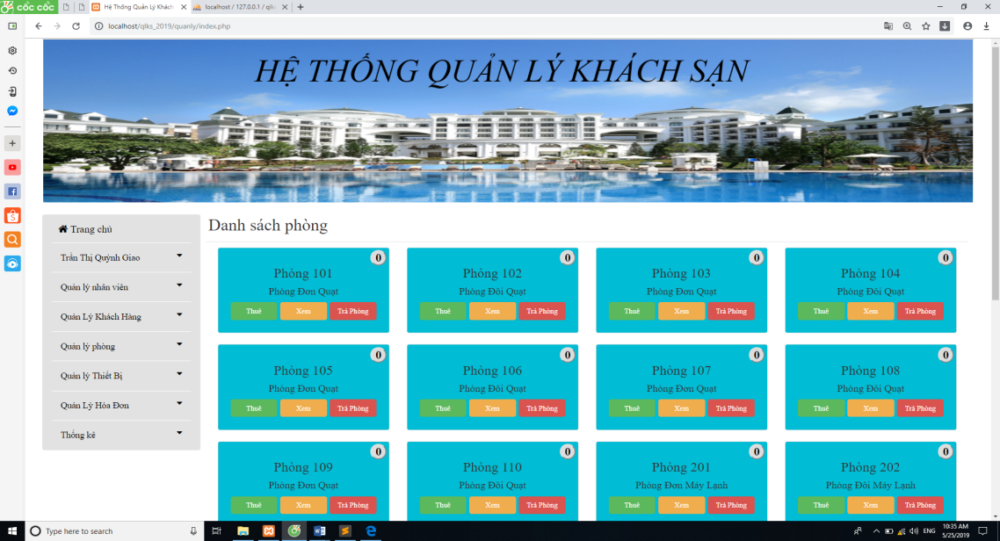 cốc cốc
Hệ Thống Quản Lý Khách
localhost / 127.0.0.1 / qlks
localhost/qlks_2019/quanly/index.php
HỆ THỐNG QUẢN LÝ KHÁCH SẠN
Trang chủ
Trần Thị Quỳnh Giao
Quản lý nhân viên
Quản Lý Khách Hàng
Quản lý phòng
Quản lý Thiết Bị
Quản Lý Hóa Đơn
Thống kê
Danh sách phòng
0 0 0 0
Phòng 101 Phòng 102 Phòng 103 Phòng 104
Phòng Đơn Quạt Phòng Đôi Quạt Phòng Đơn Quạt Phòng Đôi Quạt
Thuê Xem Trả Phòng Thuê Xem Trả Phòng Thuê Xem Trả Phòng Thuê Xem Trả Phòng
0 0 0 0
Phòng 105 Phòng 106 Phòng 107 Phòng 108
Phòng Đơn Quạt Phòng Đôi Quạt Phòng Đơn Quạt Phòng Đôi Quạt
Thuê Xem Trả Phòng Thuê Xem Trả Phòng Thuê Xem Trả Phòng Thuê Xem Trả Phòng
0 0 0 0
Phòng 109 Phòng 110 Phòng 201 Phòng 202
Phòng Đơn Quạt Phòng Đôi Quạt Phòng Đơn Máy Lạnh Phòng Đôi Máy Lạnh
Thuê Xem Trả Phòng Thuê Xem Trả Phòng Thuê Xem Trả Phòng Thuê Xem Trả Phòng
Type here to search
ENG
10:35 AM
5/25/2019